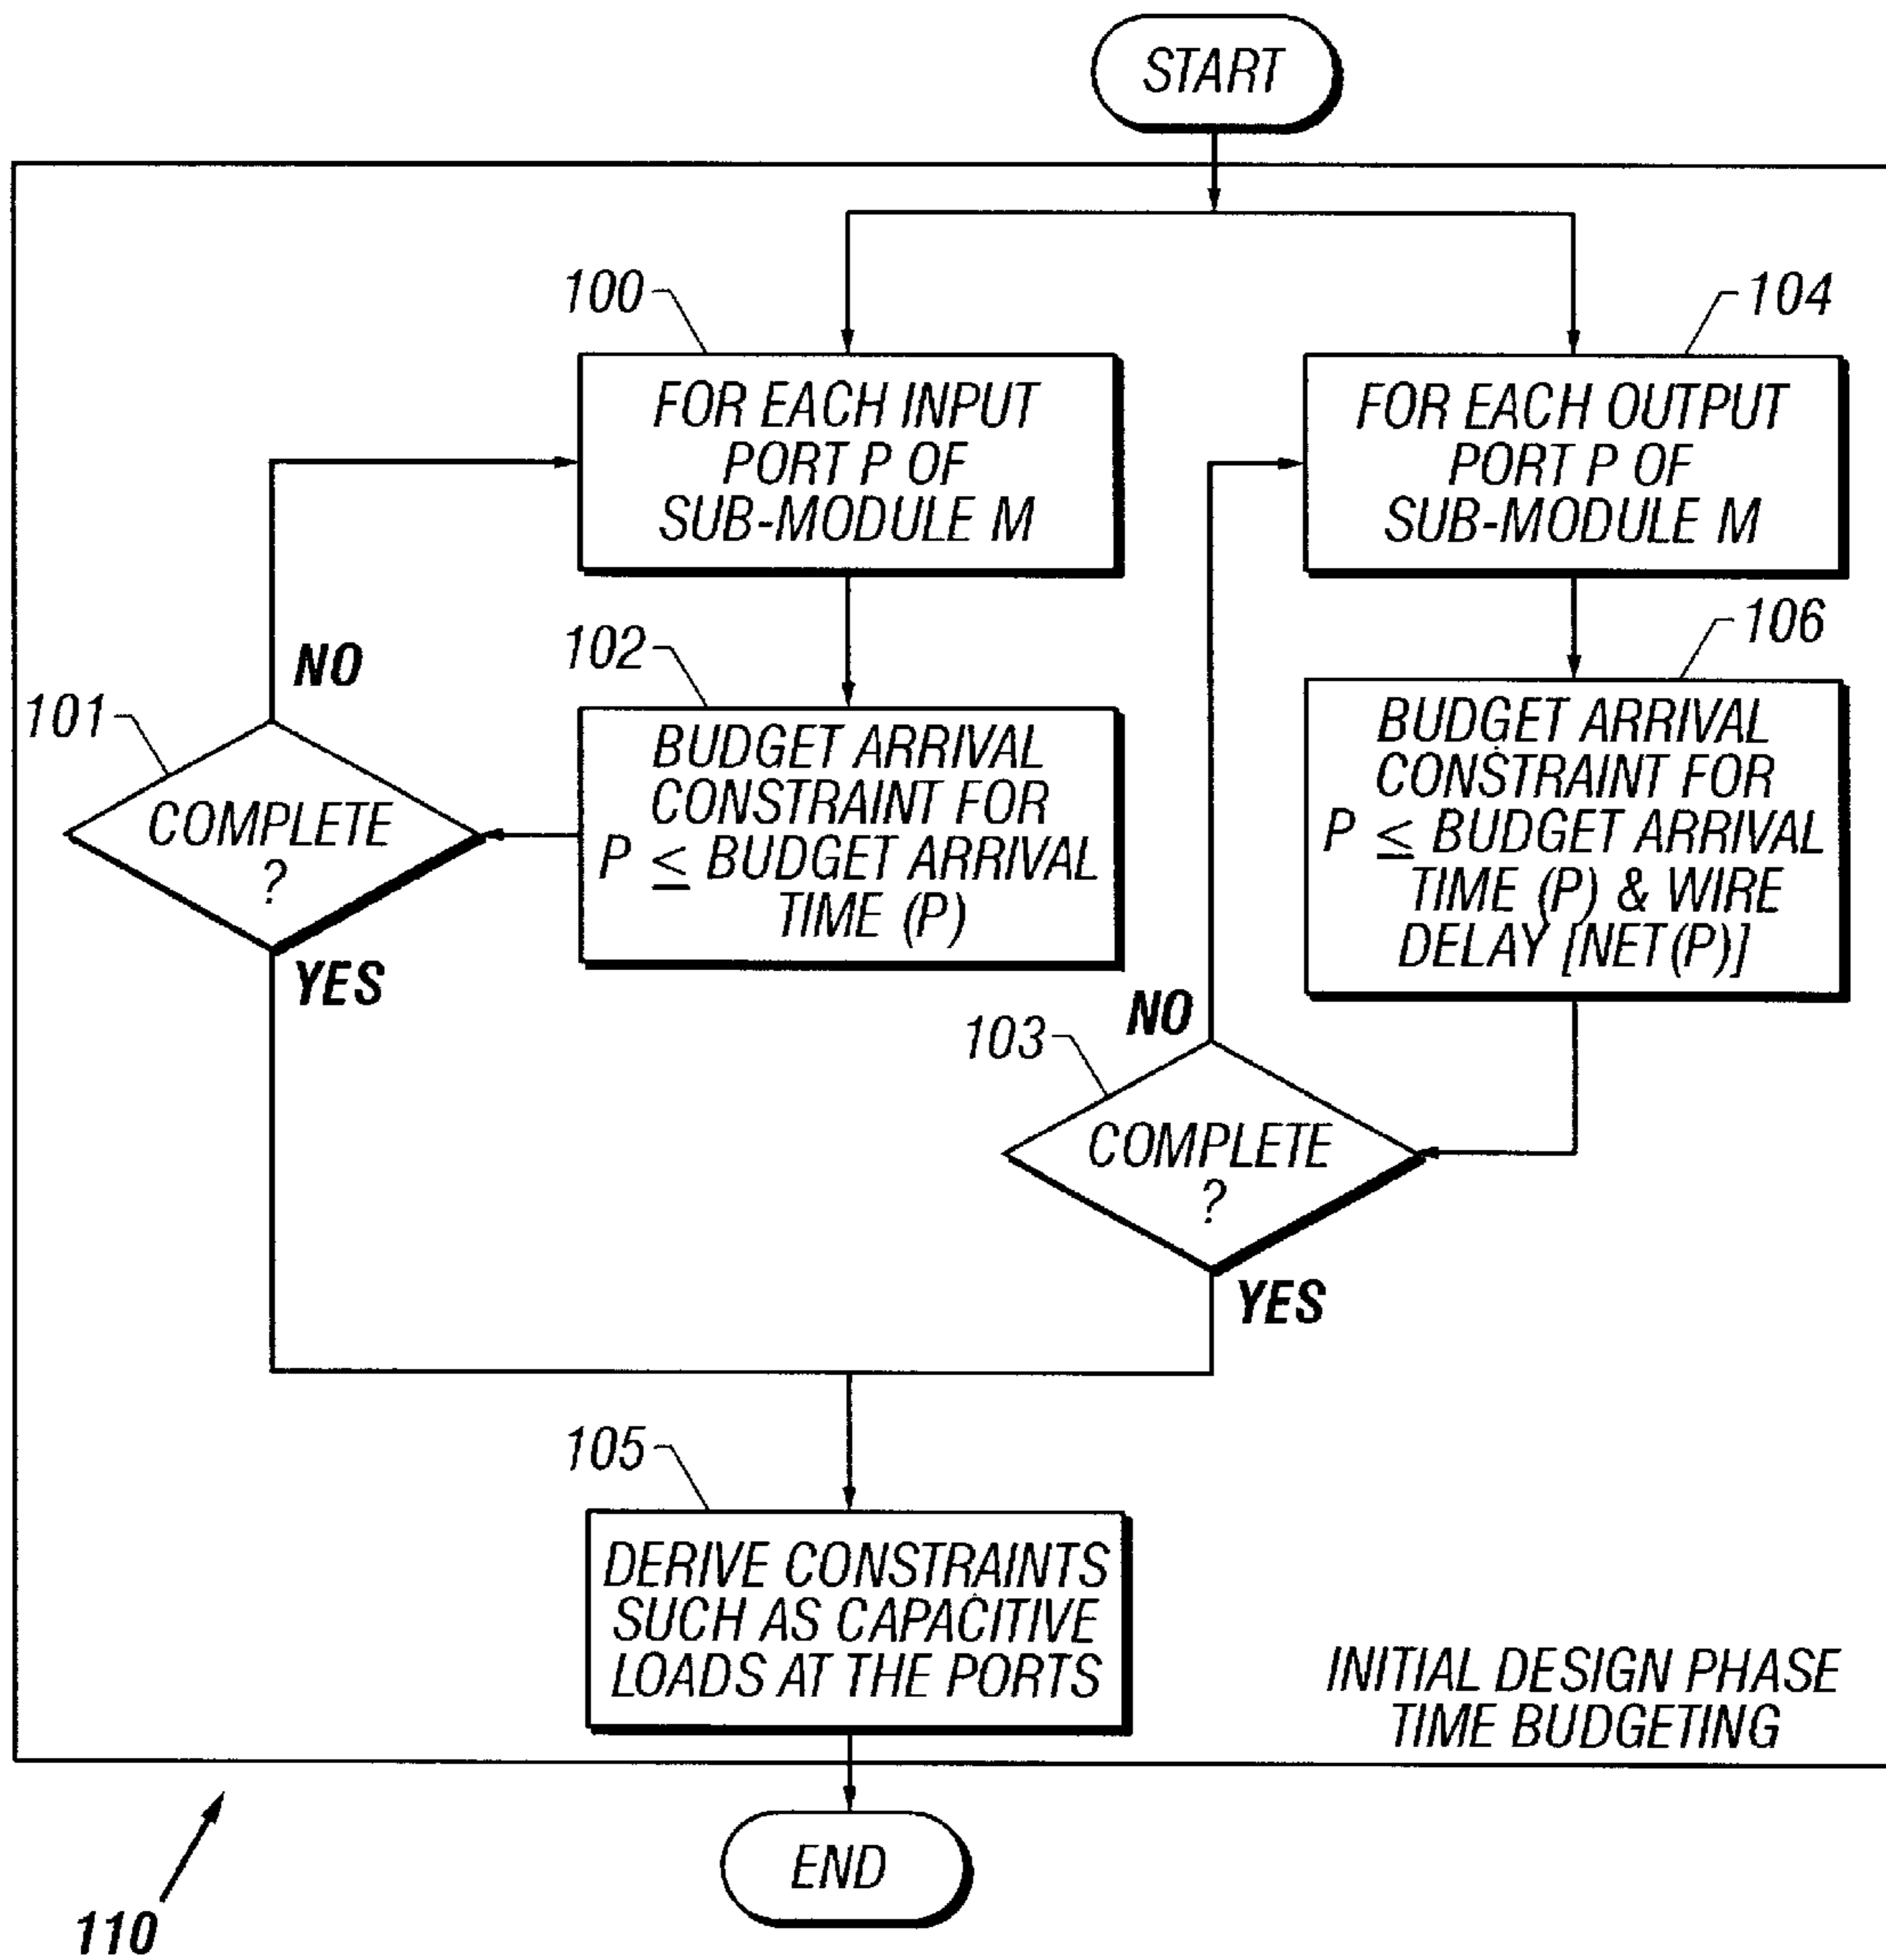 START
100
FOR EACH INPUT
PORT P OF
SUB-MODULE M
104
FOR EACH OUTPUT
PORT P OF
SUB-MODULE M
102
BUDGET ARRIVAL
CONSTRAINT FOR
P ≤ BUDGET ARRIVAL
TIME (P)
106
BUDGET ARRIVAL
CONSTRAINT FOR
P ≤ BUDGET ARRIVAL
TIME (P) & WIRE
DELAY [NET(P)]
101
NO
COMPLETE
?
YES
103
NO
COMPLETE
?
YES
105
DERIVE CONSTRAINTS
SUCH AS CAPACITIVE
LOADS AT THE PORTS
INITIAL DESIGN PHASE
TIME BUDGETING
END
110